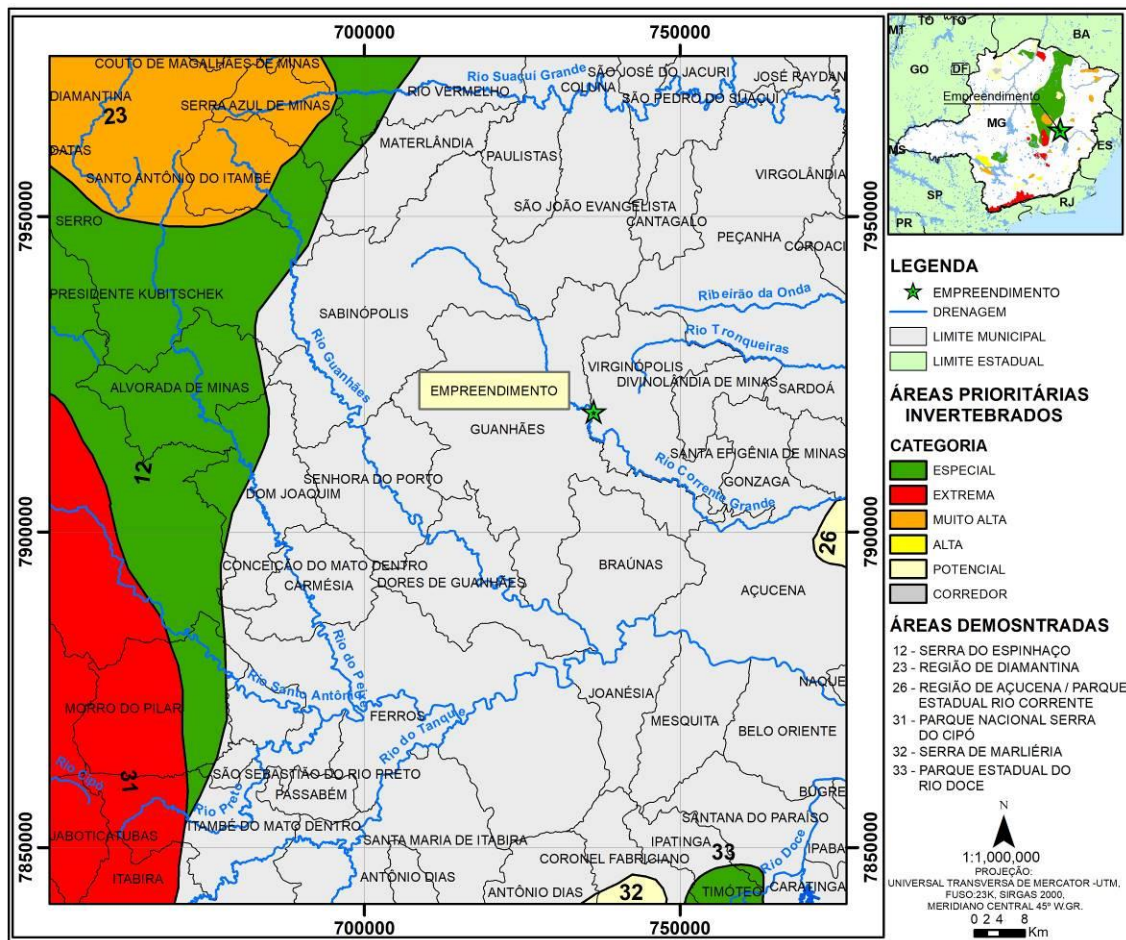 700000
750000
COUTO DE MAGALHÃES DE MINAS
DIAMANTINA
23
SERRA AZUL DE MINAS
DATAS
SANTO ANTÔNIO DO ITAMBÉ
SERRO
Rio Suaçuí Grande
RIO VERMELHO
SÃO JOSÉ DO JACURI
COLUNA
JOSÉ RAYDAN
SÃO PEDRO DO SUAÇUÍ
MATERLÂNDIA
PAULISTAS
VIRGOLÂNDIA
SÃO JOÃO EVANGELISTA
CANTAGALO
PEÇANHA
COROACI
7950000
7950000
PRESIDENTE KUBITSCHEK
SABINÓPOLIS
Rio Guanhães
Ribeirão da Onda
Rio Tronqueiras
ALVORADA DE MINAS
VIRGINÓPOLIS
DIVINOLÂNDIA DE MINAS
SARDOÁ
EMPREENDIMENTO
GUANHÃES
12
SENHORA DO PORTO
DOM JOAQUIM
SANTA EFIGÊNIA DE MINAS
GONZAGA
Rio Corrente Grande
7900000
7900000
26
CONCEIÇÃO DO MATO DENTRO
CARMÉSIA
DORES DE GUANHÃES
BRAÚNAS
AÇUCENA
Rio do Peixe
Rio Santo Antônio
MORRO DO PILAR
FERROS
Rio do Tanque
JOANÉSIA
NAQUE
MESQUITA
BELO ORIENTE
31
Rio Cipó
SÃO SEBASTIÃO DO RIO PRETO
PASSABÉM
Rio Preto
BUGRE
JABOTICATUBAS
ITAMBÉ DO MATO DENTRO
SANTA MARIA DE ITABIRA
SANTANA DO PARAÍSO
IPATINGA
IPABA
7850000
7850000
CORONEL FABRICIANO
33
Rio Doce
ITABIRA
ANTÔNIO DIAS
ANTÔNIO DIAS
32
TIMÓTEO
CARATINGA
700000
750000
MT
TO
TO
BA
GO
DF
Empreendimento
MG
MS
ES
SP
RJ
PR
LEGENDA
EMPREENDIMENTO
DRENAGEM
LIMITE MUNICIPAL
LIMITE ESTADUAL
ÁREAS PRIORITÁRIAS
INVERTEBRADOS
CATEGORIA
ESPECIAL
EXTREMA
MUITO ALTA
ALTA
POTENCIAL
CORREDOR
ÁREAS DEMOSNTRADAS
12 - SERRA DO ESPINHAÇO
23 - REGIÃO DE DIAMANTINA
26 - REGIÃO DE AÇUCENA / PARQUE
ESTADUAL RIO CORRENTE
31 - PARQUE NACIONAL SERRA
DO CIPÓ
32 - SERRA DE MARLIÉRIA
33 - PARQUE ESTADUAL DO
RIO DOCE
N
1:1,000,000
PROJEÇÃO:
UNIVERSAL TRANSVERSA DE MERCATOR -UTM,
FUSO:23K, SIRGAS 2000,
MERIDIANO CENTRAL 45º W.GR.
0 2 4 8
Km